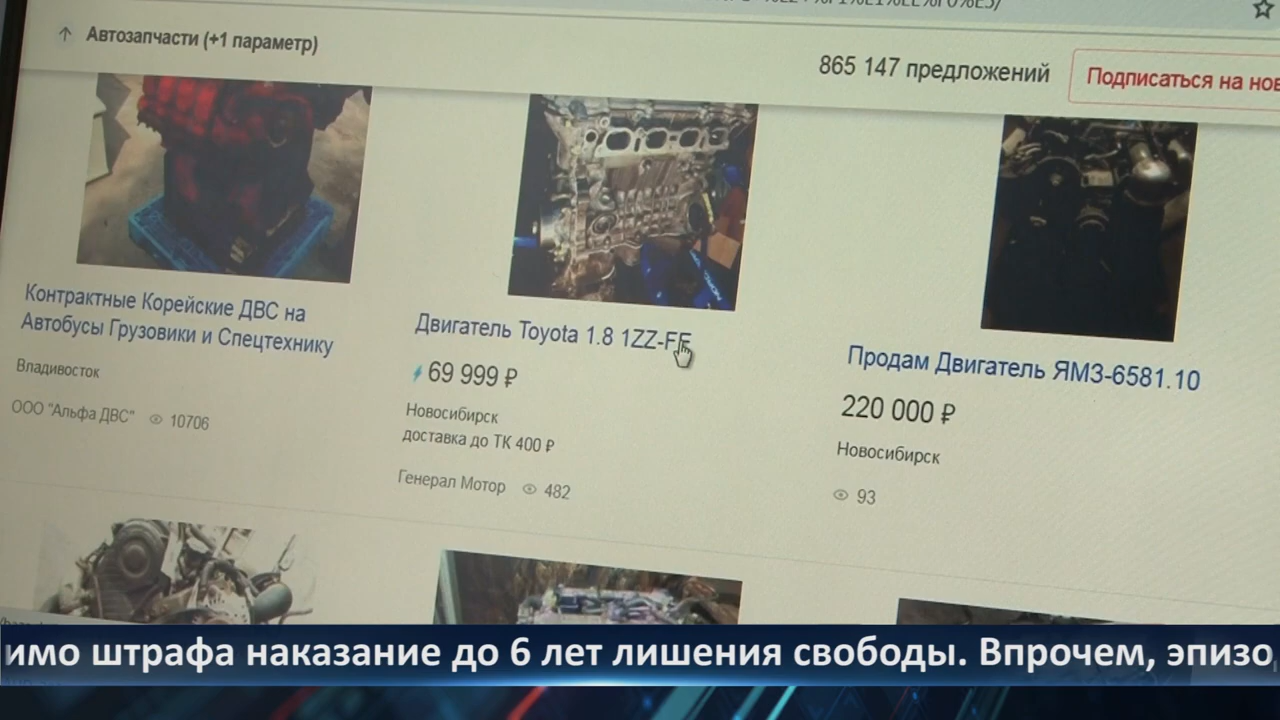 Автозапчасти (+1 параметр)
865 147 предложений
Подписаться на нов
Контрактные Корейские ДВС на
Автобусы Грузовики и Спецтехнику
Владивосток
ООО "Альфа ДВС" 10706
Двигатель Toyota 1.8 1ZZ-FE
69 999 ₽
Новосибирск
доставка до ТК 400 ₽
Генерал Мотор 482
Продам Двигатель ЯМЗ-6581.10
220 000 ₽
Новосибирск
93
имо штрафа наказание до 6 лет лишения свободы. Впрочем, эпизо